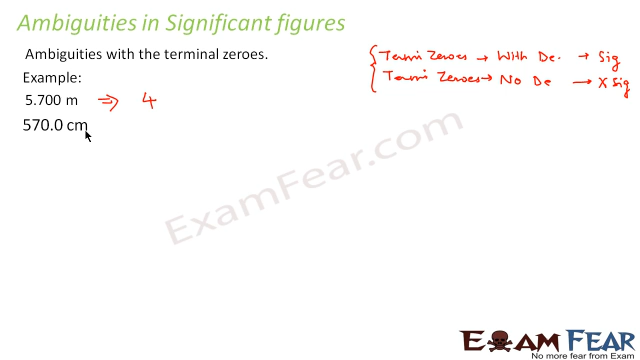 Ambiguities in Significant figures
Ambiguities with the terminal zeroes.
Example:
5.700 m ⇒ 4
570.0 cm
Termi Zeroes → With De. → Sig
Termi Zeroes → No De → X Sig
ExamFear.com
EXAM FEAR
No more fear from Exam